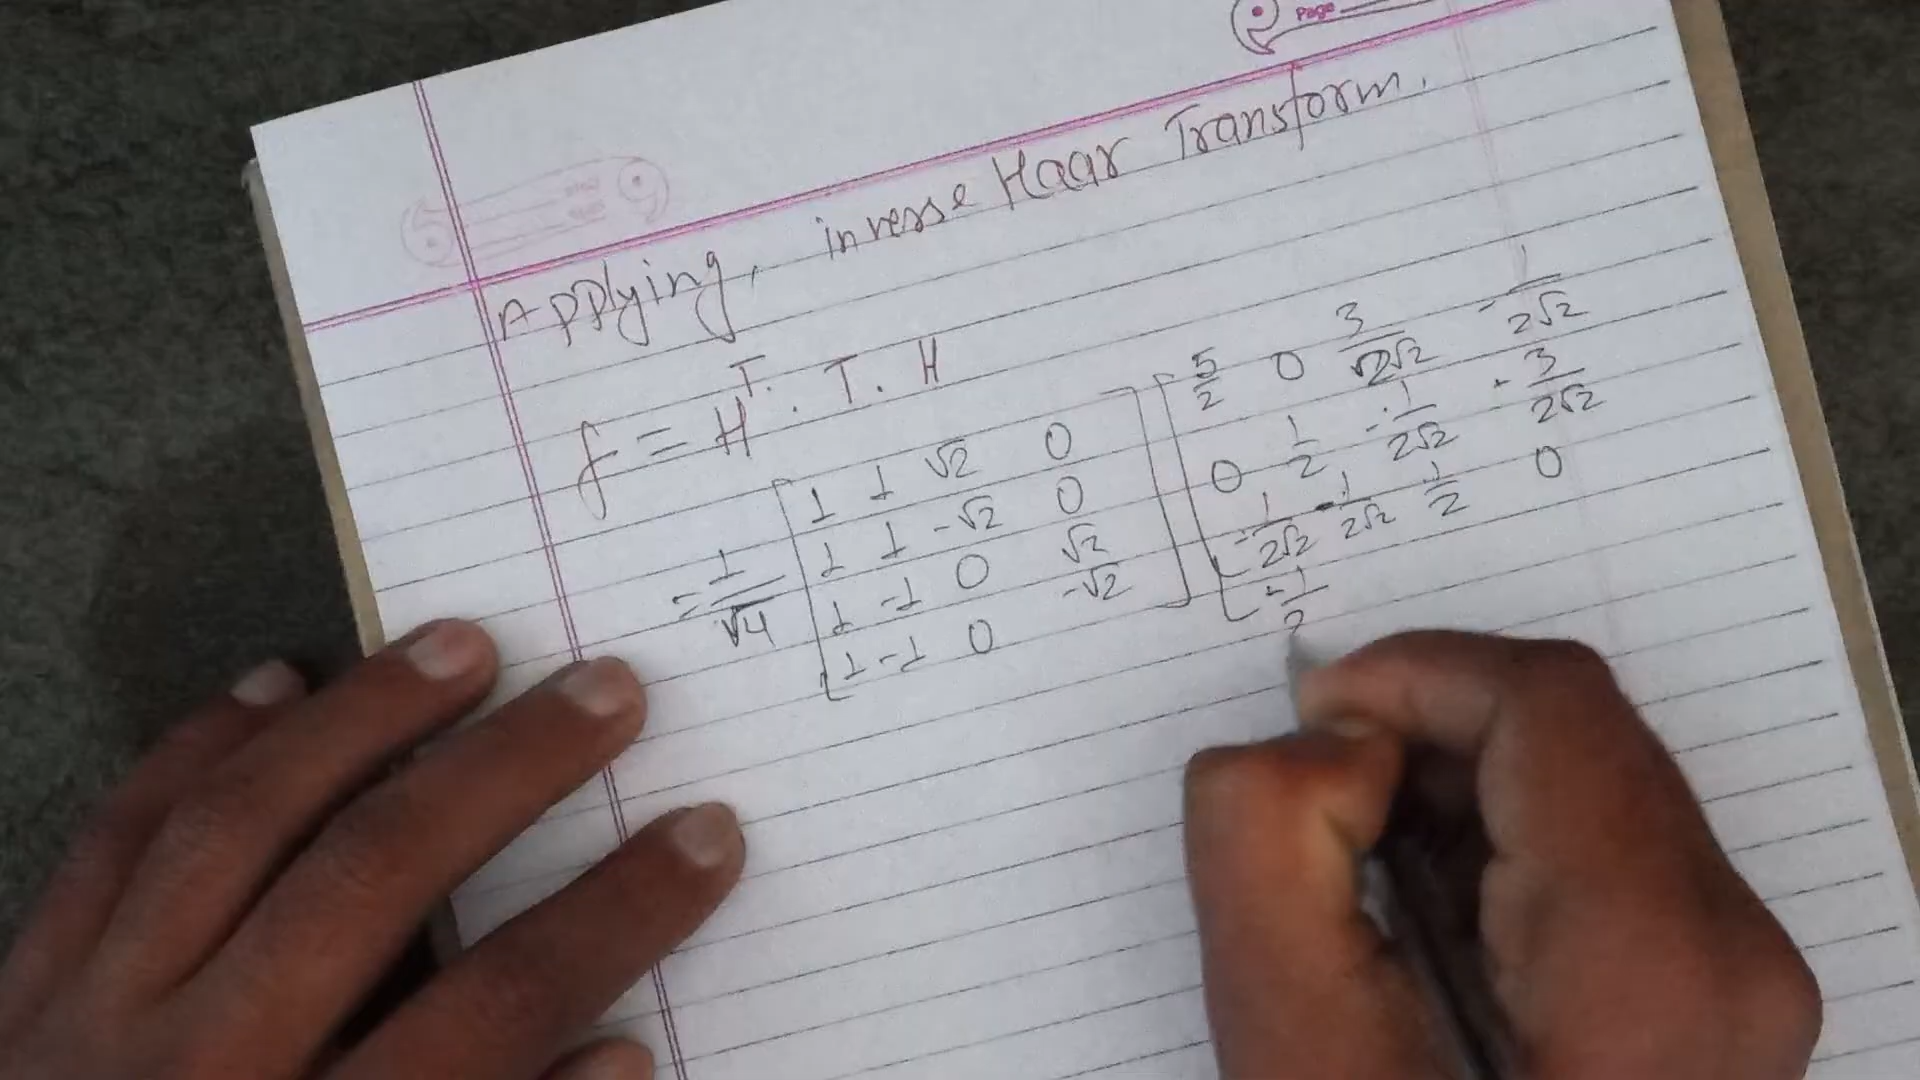 Page
Applying, inverse Haar Transform.
f = H^T . T . H
= 1/√4 [ 1 1 √2 0 ] [ 5/2 0 3/2√2 -1/2√2 ]
1 1 -√2 0 0 1/2 -1/2√2 - 3/2√2
1 -1 0 √2 -1/2√2 -1/2√2 1/2 0
1 -1 0 -√2 -1/2